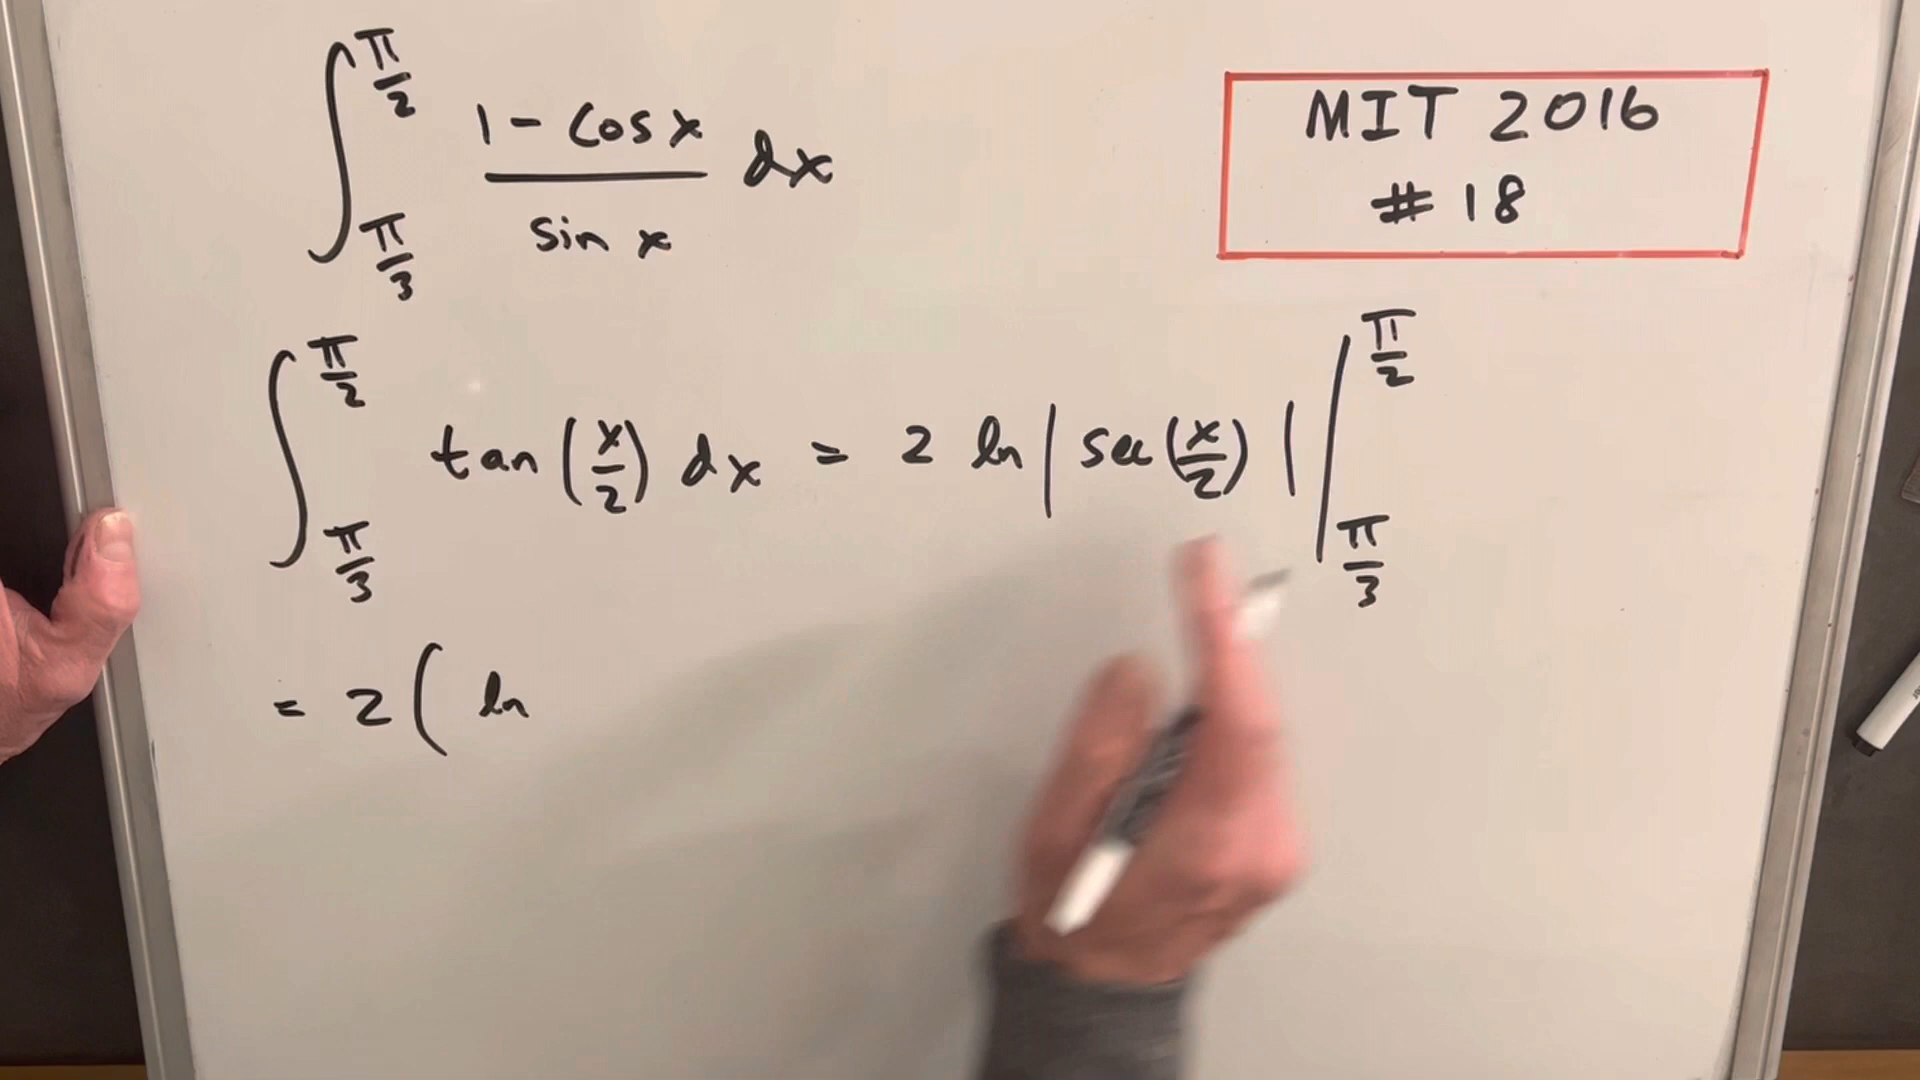 ∫_{π/3}^{π/2} (1 - cos x)/(sin x) dx
MIT 2016
# 18
∫_{π/3}^{π/2} tan(x/2) dx = 2 ln|sec(x/2)| |_{π/3}^{π/2}
= 2( ln